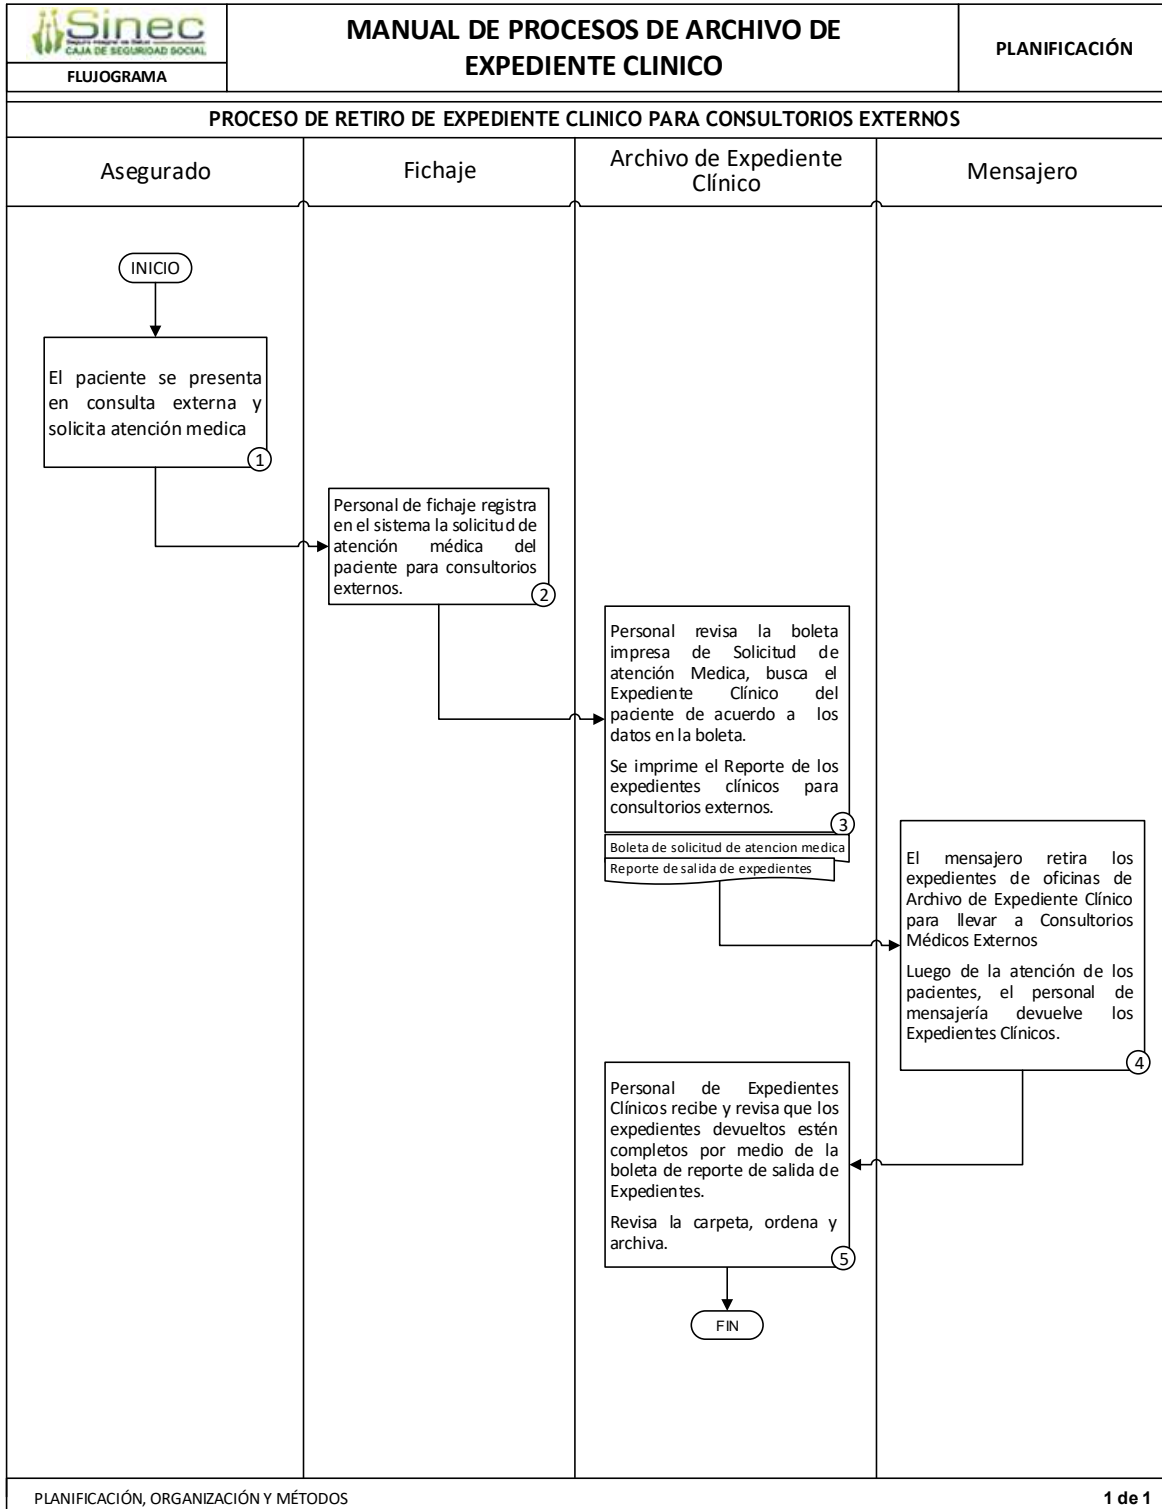 Sinec
Seguro Integral de Salud
CAJA DE SEGURIDAD SOCIAL
FLUJOGRAMA
MANUAL DE PROCESOS DE ARCHIVO DE
EXPEDIENTE CLINICO
PLANIFICACIÓN
PROCESO DE RETIRO DE EXPEDIENTE CLINICO PARA CONSULTORIOS EXTERNOS
Asegurado
Fichaje
Archivo de Expediente
Clínico
Mensajero
INICIO
El paciente se presenta
en consulta externa y
solicita atención medica
1
Personal de fichaje registra
en el sistema la solicitud de
atención médica del
paciente para consultorios
externos.
2
Personal revisa la boleta
impresa de Solicitud de
atención Medica, busca el
Expediente Clínico del
paciente de acuerdo a los
datos en la boleta.
Se imprime el Reporte de los
expedientes clínicos para
consultorios externos.
3
Boleta de solicitud de atencion medica
Reporte de salida de expedientes
El mensajero retira los
expedientes de oficinas de
Archivo de Expediente Clínico
para llevar a Consultorios
Médicos Externos
Luego de la atención de los
pacientes, el personal de
mensajería devuelve los
Expedientes Clínicos.
4
Personal de Expedientes
Clínicos recibe y revisa que los
expedientes devueltos estén
completos por medio de la
boleta de reporte de salida de
Expedientes.
Revisa la carpeta, ordena y
archiva.
5
FIN
PLANIFICACIÓN, ORGANIZACIÓN Y MÉTODOS
1 de 1